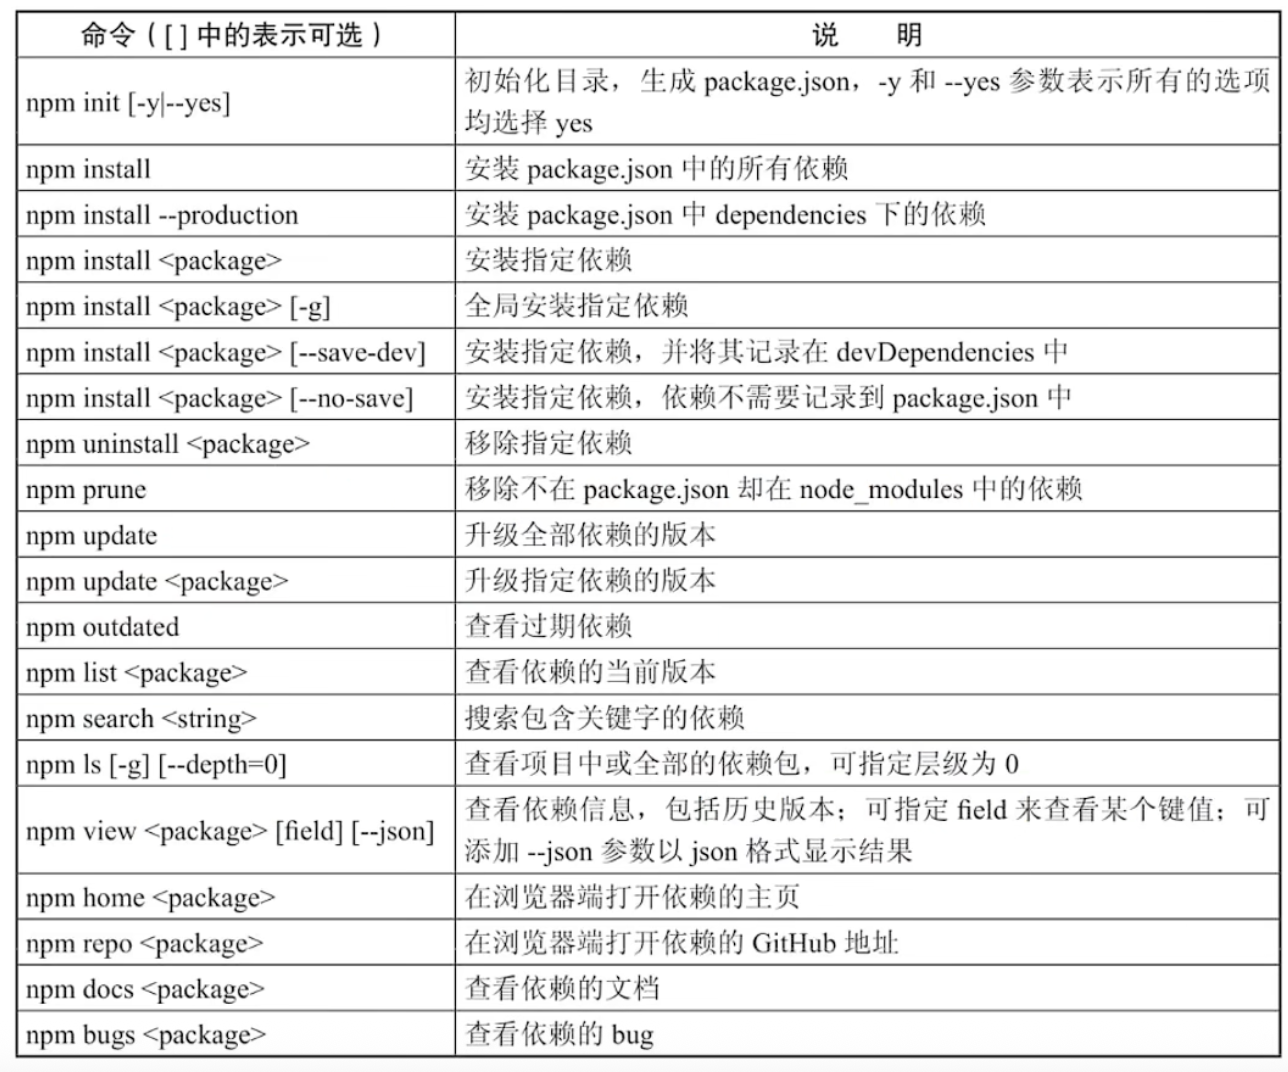 命令（[ ] 中的表示可选）
说 明
npm init [-y|--yes]
初始化目录，生成 package.json，-y 和 --yes 参数表示所有的选项
均选择 yes
npm install
安装 package.json 中的所有依赖
npm install --production
安装 package.json 中 dependencies 下的依赖
npm install <package>
安装指定依赖
npm install <package> [-g]
全局安装指定依赖
npm install <package> [--save-dev]
安装指定依赖，并将其记录在 devDependencies 中
npm install <package> [--no-save]
安装指定依赖，依赖不需要记录到 package.json 中
npm uninstall <package>
移除指定依赖
npm prune
移除不在 package.json 却在 node_modules 中的依赖
npm update
升级全部依赖的版本
npm update <package>
升级指定依赖的版本
npm outdated
查看过期依赖
npm list <package>
查看依赖的当前版本
npm search <string>
搜索包含关键字的依赖
npm ls [-g] [--depth=0]
查看项目中或全部的依赖包，可指定层级为 0
npm view <package> [field] [--json]
查看依赖信息，包括历史版本；可指定 field 来查看某个键值；可
添加 --json 参数以 json 格式显示结果
npm home <package>
在浏览器端打开依赖的主页
npm repo <package>
在浏览器端打开依赖的 GitHub 地址
npm docs <package>
查看依赖的文档
npm bugs <package>
查看依赖的 bug